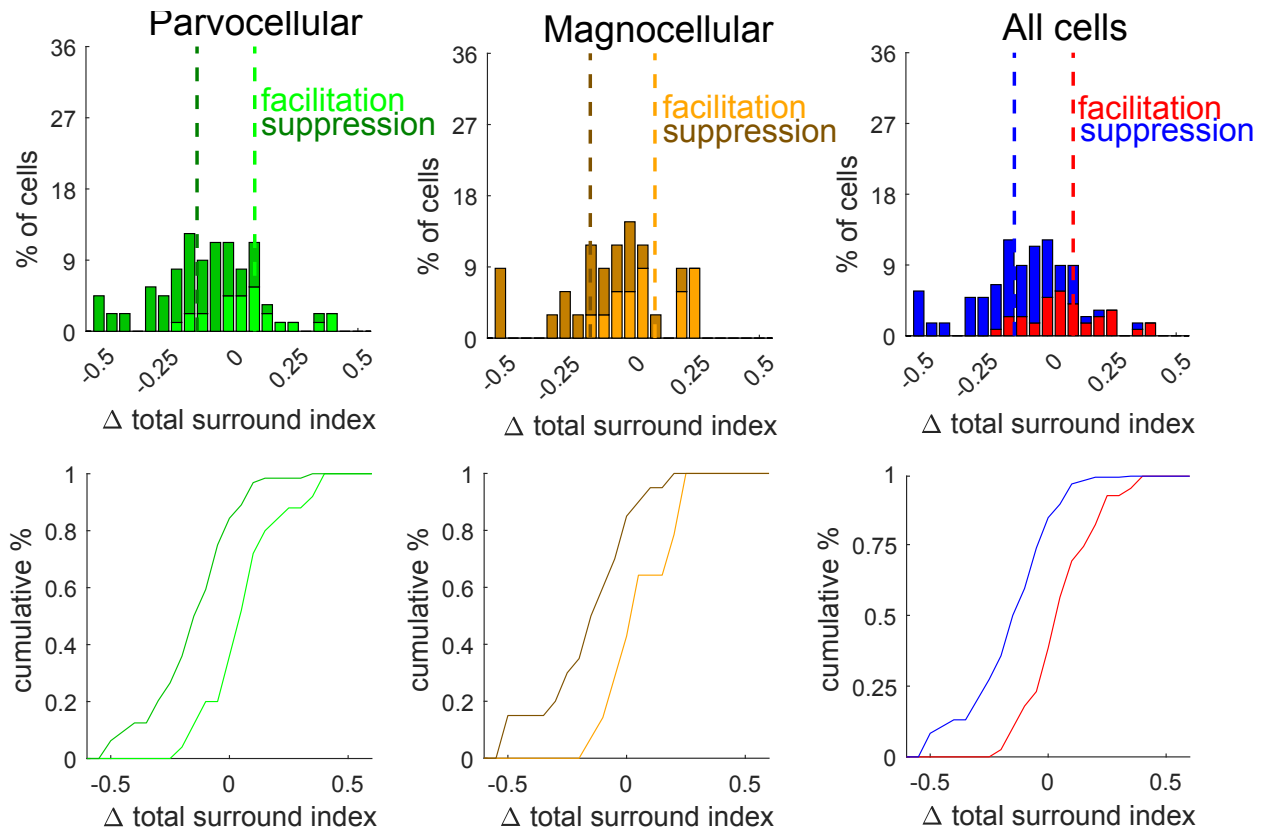 Parvocellular
36
27
18
9
0
% of cells
facilitation
suppression
-0.5
-0.25
0
0.25
0.5
Δ total surround index
Magnocellular
36
27
18
9
0
% of cells
facilitation
suppression
-0.5
-0.25
0
0.25
0.5
Δ total surround index
All cells
36
27
18
9
0
% of cells
facilitation
suppression
-0.5
-0.25
0
0.25
0.5
Δ total surround index
1
0.8
0.6
0.4
0.2
0
cumulative %
-0.5
0
0.5
Δ total surround index
1
0.8
0.6
0.4
0.2
0
cumulative %
-0.5
0
0.5
Δ total surround index
1
0.75
0.5
0.25
0
cumulative %
-0.5
0
0.5
Δ total surround index